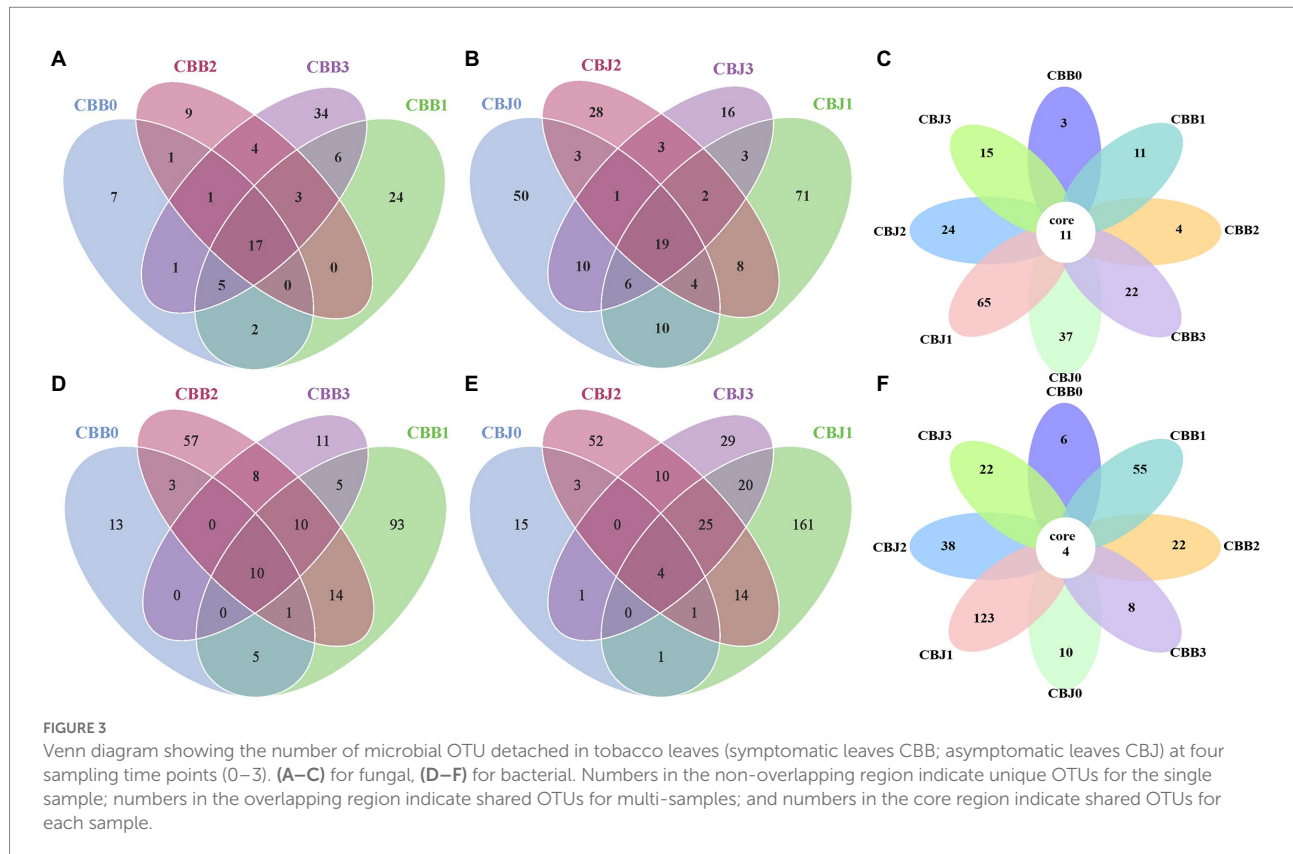 A
CBB2
CBB3
CBB0
CBB1
9
34
1
4
6
7
1
3
24
17
1
0
5
0
2
B
CBJ2
CBJ3
CBJ0
CBJ1
28
16
3
3
3
50
1
2
71
19
10
8
6
4
10
C
CBB0
CBJ3
3
CBB1
15
11
CBJ2
24
core
11
4
CBB2
65
22
CBJ1
37
CBB3
CBJ0
D
CBB2
CBB3
CBB0
CBB1
57
11
3
8
5
13
0
10
93
10
0
14
0
1
5
E
CBJ2
CBJ3
CBJ0
CBJ1
52
29
3
10
20
15
0
25
161
4
1
14
0
1
1
F
CBB0
CBJ3
6
CBB1
22
55
CBJ2
38
core
4
22
CBB2
123
8
CBJ1
10
CBB3
CBJ0
FIGURE 3
Venn diagram showing the number of microbial OTU detached in tobacco leaves (symptomatic leaves CBB; asymptomatic leaves CBJ) at four
sampling time points (0–3). (A–C) for fungal, (D–F) for bacterial. Numbers in the non-overlapping region indicate unique OTUs for the single
sample; numbers in the overlapping region indicate shared OTUs for multi-samples; and numbers in the core region indicate shared OTUs for
each sample.